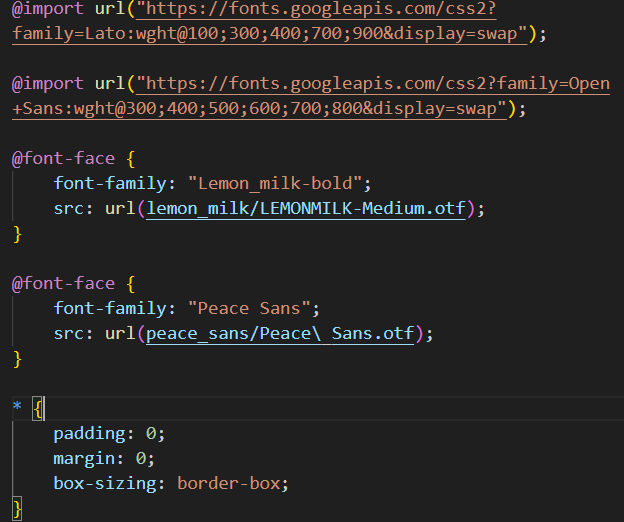 @import url("https://fonts.googleapis.com/css2?
family=Lato:wght@100;300;400;700;900&display=swap");
@import url("https://fonts.googleapis.com/css2?family=Open
+Sans:wght@300;400;500;600;700;800&display=swap");
@font-face {
font-family: "Lemon_milk-bold";
src: url(lemon_milk/LEMONMILK-Medium.otf);
}
@font-face {
font-family: "Peace Sans";
src: url(peace_sans/Peace\ Sans.otf);
}
* {
padding: 0;
margin: 0;
box-sizing: border-box;
}